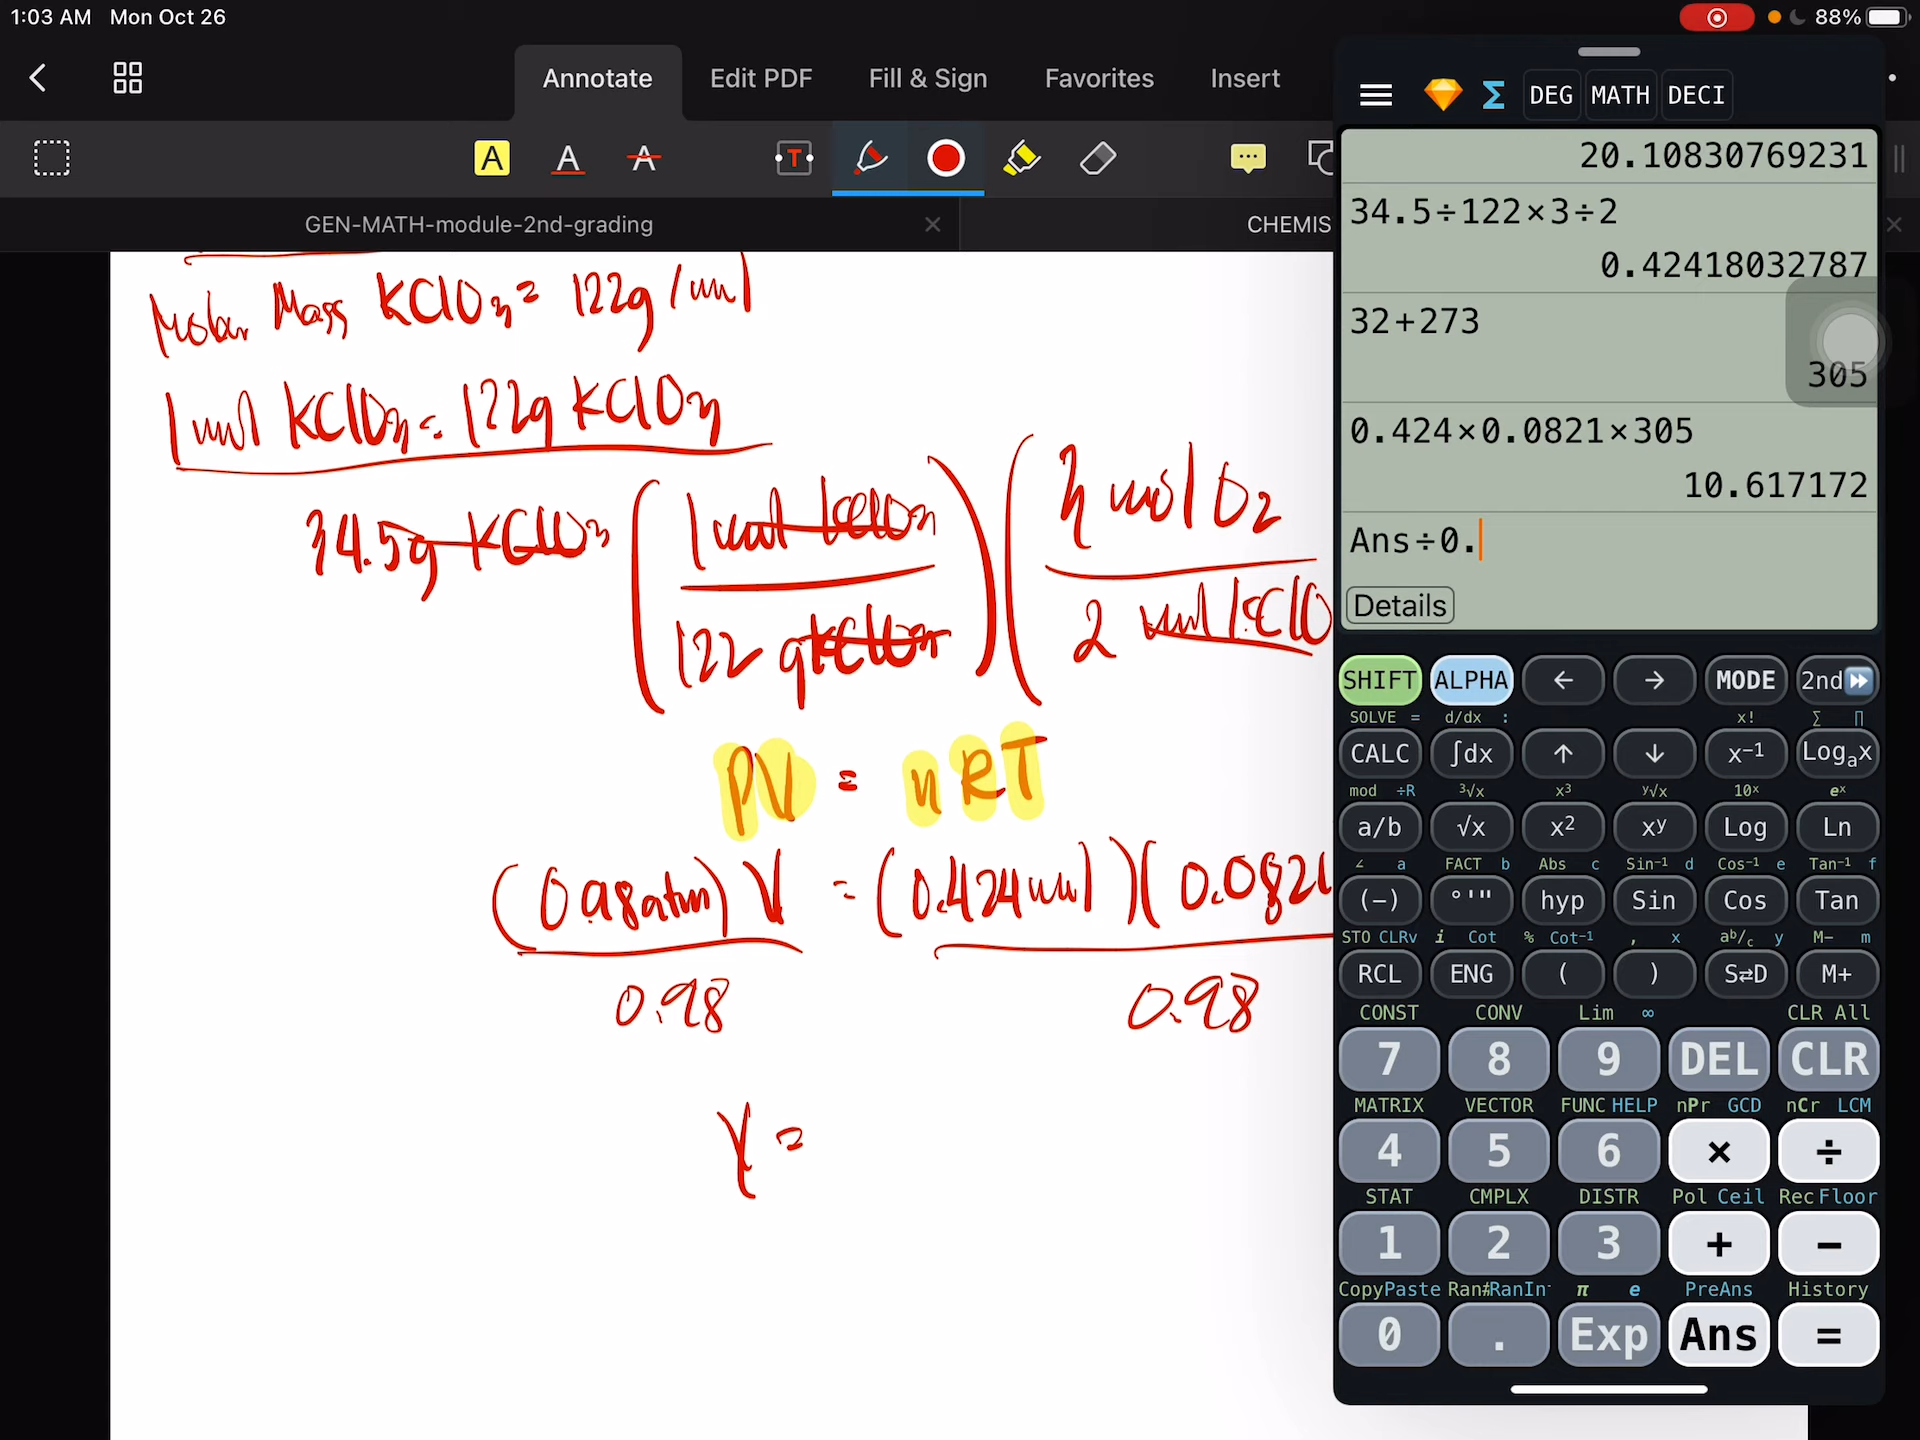 1:03 AM Mon Oct 26
88%
Annotate Edit PDF Fill & Sign Favorites Insert
A A A T
GEN-MATH-module-2nd-grading
CHEMIS
Molar Mass KClO3 = 122g/mol
1 mol KClO3 = 122g KClO3
34.5g KClO3 ( 1 mol KClO3 / 122 g KClO3 ) ( 3 mol O2 / 2 mol KClO
PV = nRT
(0.98atm) V = (0.424mol)(0.0821
0.98 0.98
V =
DEG MATH DECI
20.10830769231
34.5÷122×3÷2
0.42418032787
32+273
305
0.424×0.0821×305
10.617172
Ans÷0.
Details
SHIFT ALPHA ← → MODE 2nd
SOLVE = d/dx : x! ∑ ∏
CALC ∫dx ↑ ↓ x⁻¹ Logₐx
mod ÷R ³√x x³ ʸ√x 10ˣ eˣ
a/b √x x² xʸ Log Ln
∠ a FACT b Abs c Sin⁻¹ d Cos⁻¹ e Tan⁻¹ f
(−) °'" hyp Sin Cos Tan
STO CLRv i Cot % Cot⁻¹ , x aᵇ/c y M− m
RCL ENG ( ) S⇄D M+
CONST CONV Lim ∞ CLR All
7 8 9 DEL CLR
MATRIX VECTOR FUNC HELP nPr GCD nCr LCM
4 5 6 × ÷
STAT CMPLX DISTR Pol Ceil Rec Floor
1 2 3 + −
Copy Paste Ran# RanIn π e PreAns History
0 . Exp Ans =